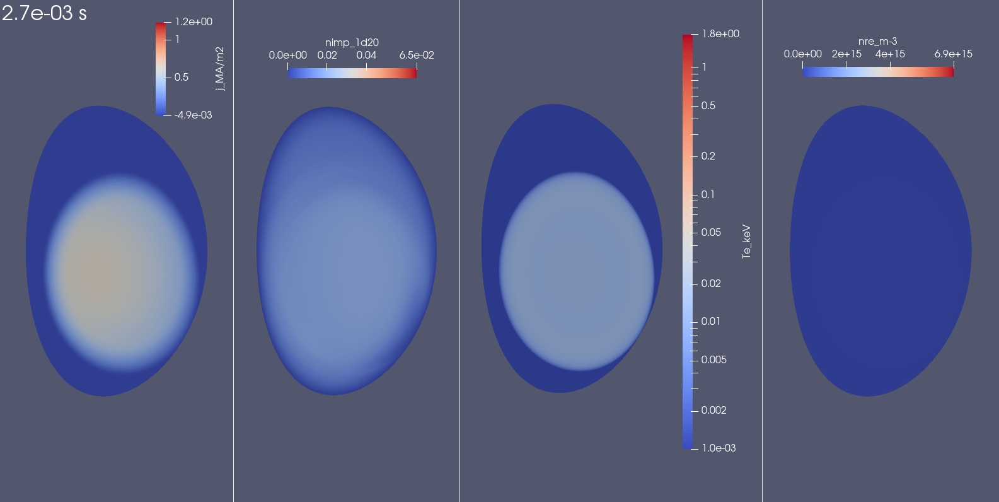 2.7e-03 s
1.2e+00
1
0.5
-4.9e-03
j_MA/m2
nimp_1d20
0.0e+00 0.02 0.04 6.5e-02
1.8e+00
1
0.5
0.2
0.1
0.05
0.02
0.01
0.005
0.002
1.0e-03
Te_keV
nre_m-3
0.0e+00 2e+15 4e+15 6.9e+15